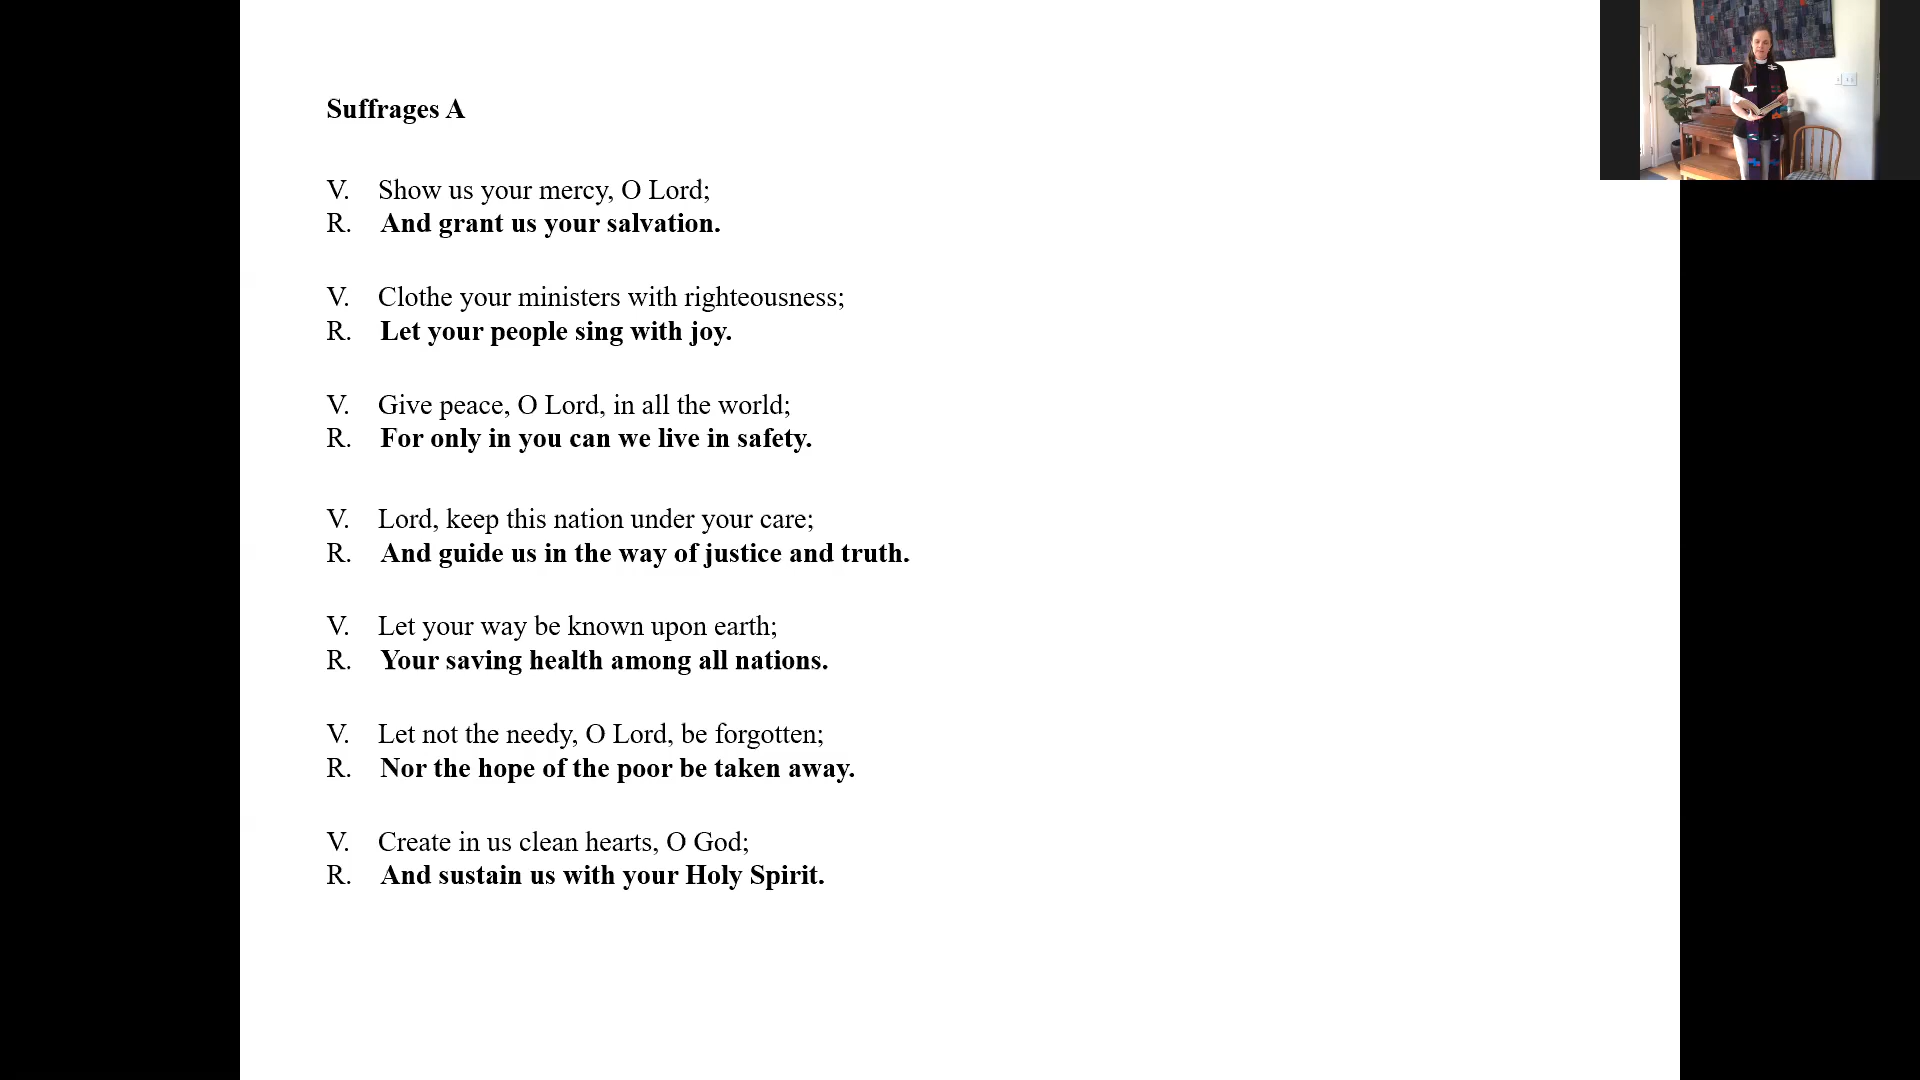 Suffrages A
V. Show us your mercy, O Lord;
R. And grant us your salvation.
V. Clothe your ministers with righteousness;
R. Let your people sing with joy.
V. Give peace, O Lord, in all the world;
R. For only in you can we live in safety.
V. Lord, keep this nation under your care;
R. And guide us in the way of justice and truth.
V. Let your way be known upon earth;
R. Your saving health among all nations.
V. Let not the needy, O Lord, be forgotten;
R. Nor the hope of the poor be taken away.
V. Create in us clean hearts, O God;
R. And sustain us with your Holy Spirit.